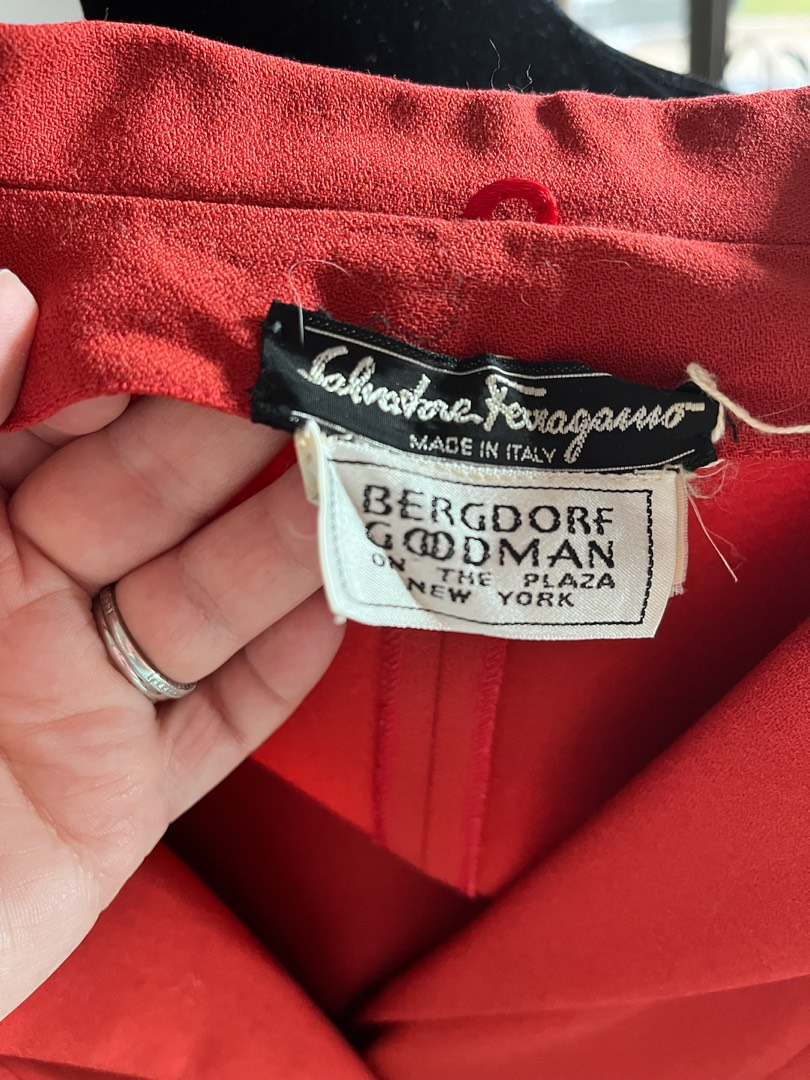 Salvatore Ferragamo
MADE IN ITALY
BERGDORF
GOODMAN
ON THE PLAZA
NEW YORK